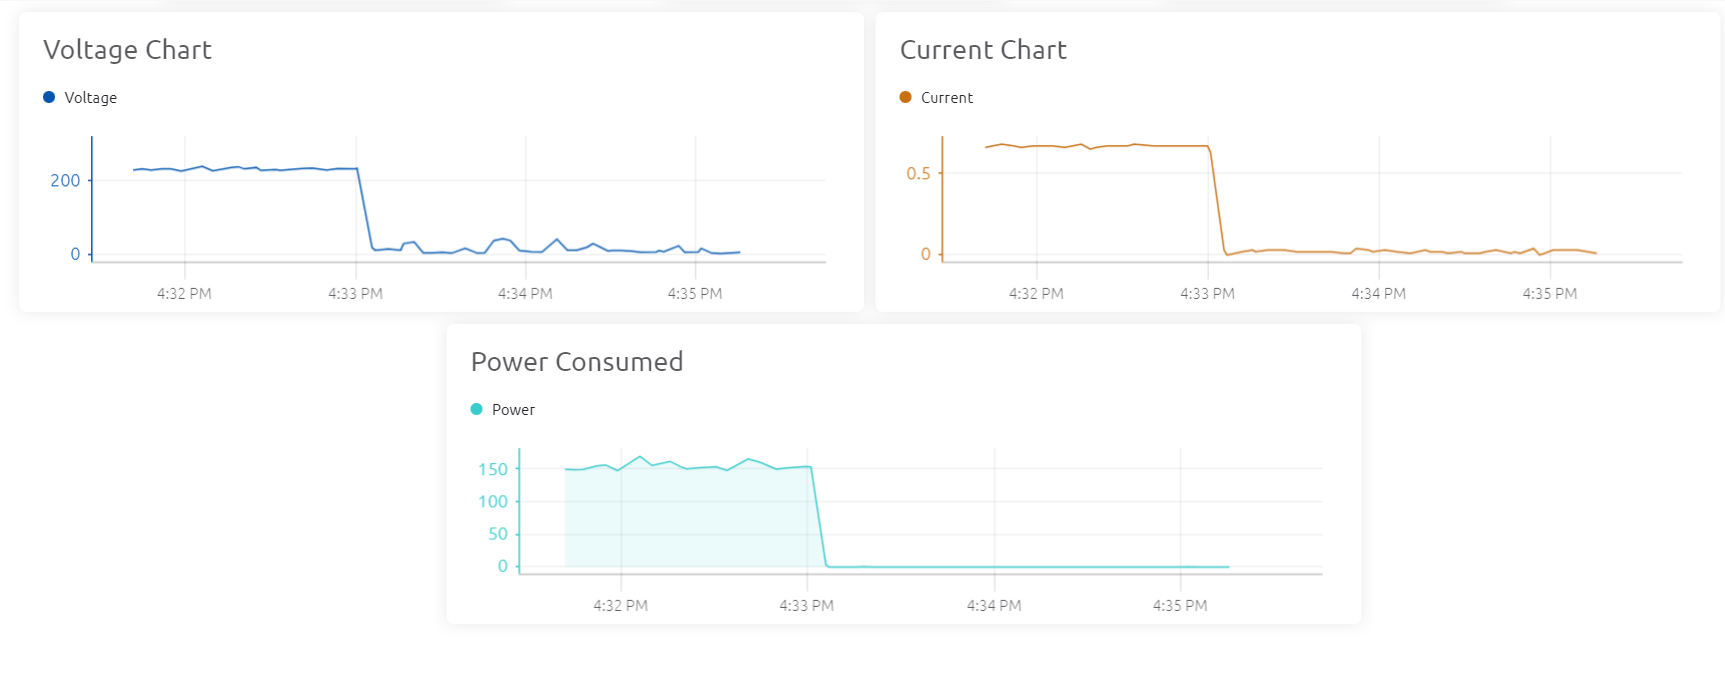 Voltage Chart
Voltage
200
0
4:32 PM 4:33 PM 4:34 PM 4:35 PM
Current Chart
Current
0.5
0
4:32 PM 4:33 PM 4:34 PM 4:35 PM
Power Consumed
Power
150
100
50
0
4:32 PM 4:33 PM 4:34 PM 4:35 PM